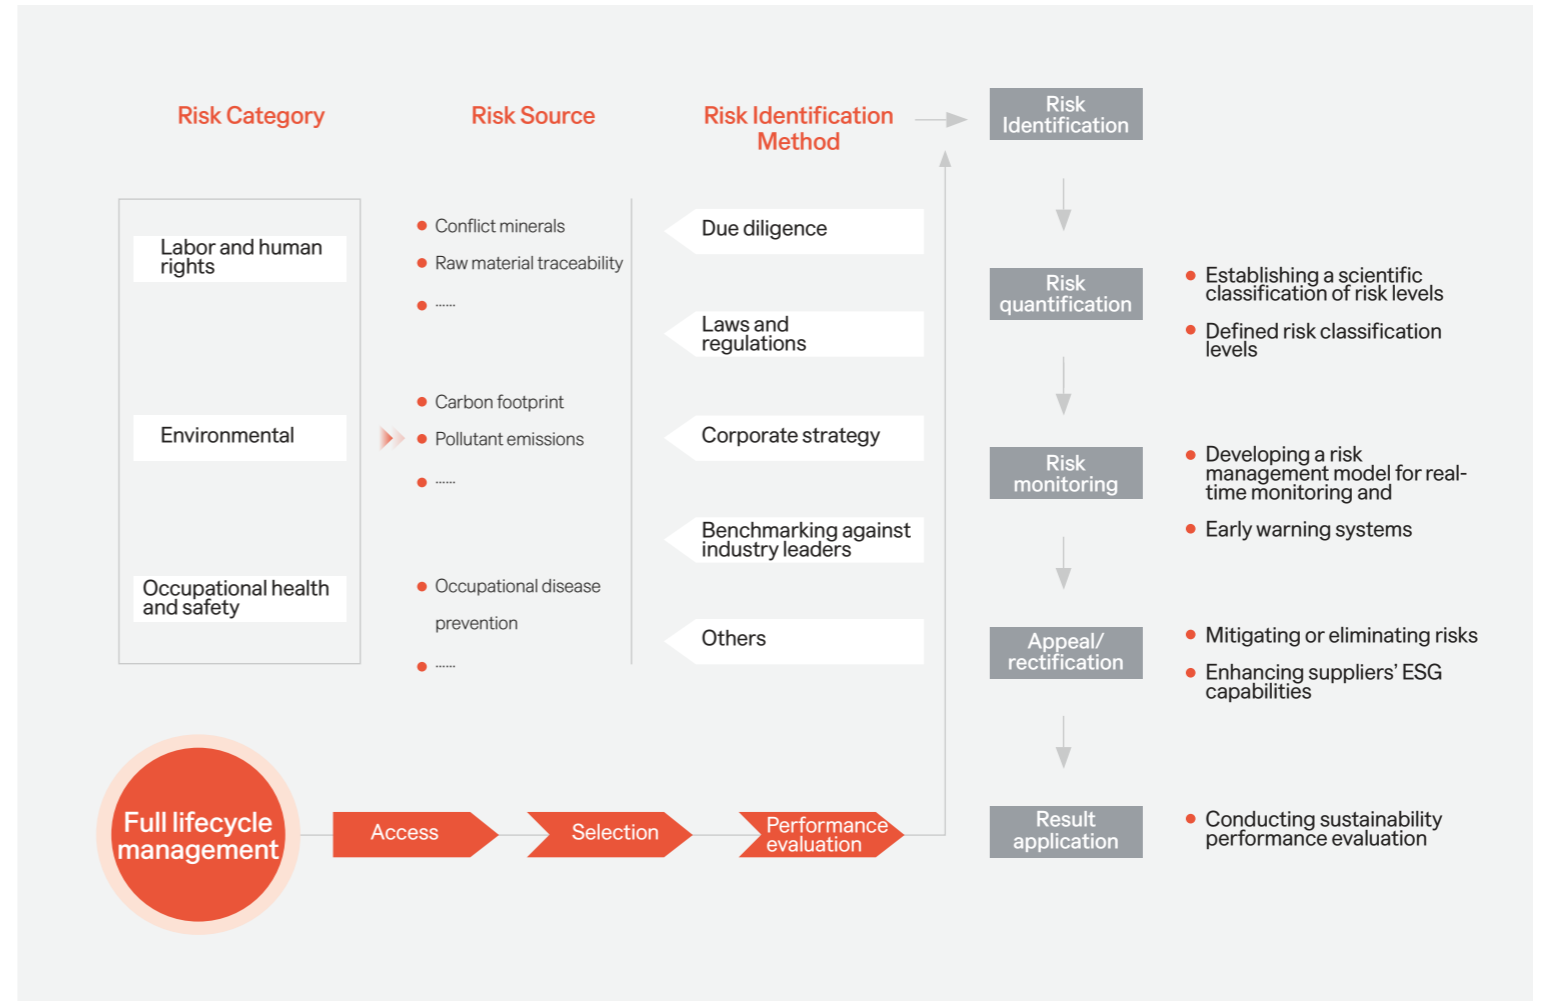 Risk Category
Risk Source
Risk Identification
Method
Labor and human
rights
Environmental
Occupational health
and safety
Conflict minerals
Raw material traceability
......
Carbon footprint
Pollutant emissions
......
Occupational disease
prevention
......
Due diligence
Laws and
regulations
Corporate strategy
Benchmarking against
industry leaders
Others
Risk
Identification
Risk
quantification
Establishing a scientific
classification of risk levels
Defined risk classification
levels
Risk
monitoring
Developing a risk
management model for real-
time monitoring and
Early warning systems
Appeal/
rectification
Mitigating or eliminating risks
Enhancing suppliers’ ESG
capabilities
Result
application
Conducting sustainability
performance evaluation
Full lifecycle
management
Access
Selection
Performance
evaluation